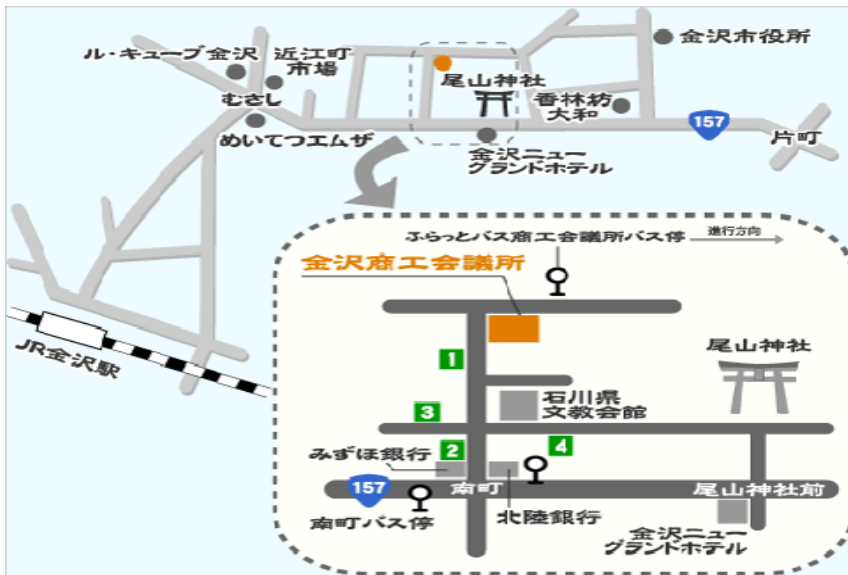 ル・キューブ金沢
近江町
市場
むさし
めいてつエムザ
尾山神社
金沢ニュー
グランドホテル
香林坊
大和
金沢市役所
157
片町
JR金沢駅
ふらっとバス商工会議所バス停
進行方向
金沢商工会議所
1
尾山神社
石川県
文教会館
3
2
4
みずほ銀行
157
南町
尾山神社前
南町バス停
北陸銀行
金沢ニュー
グランドホテル